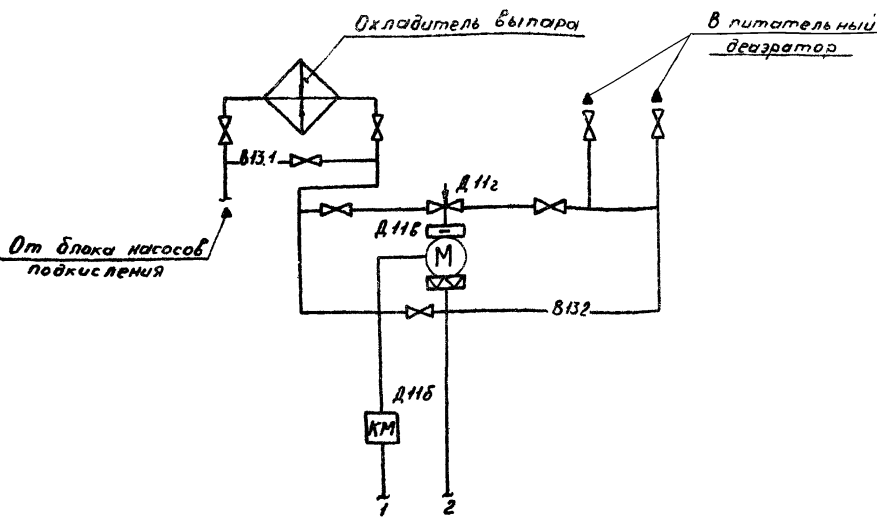 Охладитель выпара
В питательный
деаэратор
В13.1
Д11г
Д11в
От блока насосов
подкисления
М
В132
Д11б
КМ
1
2